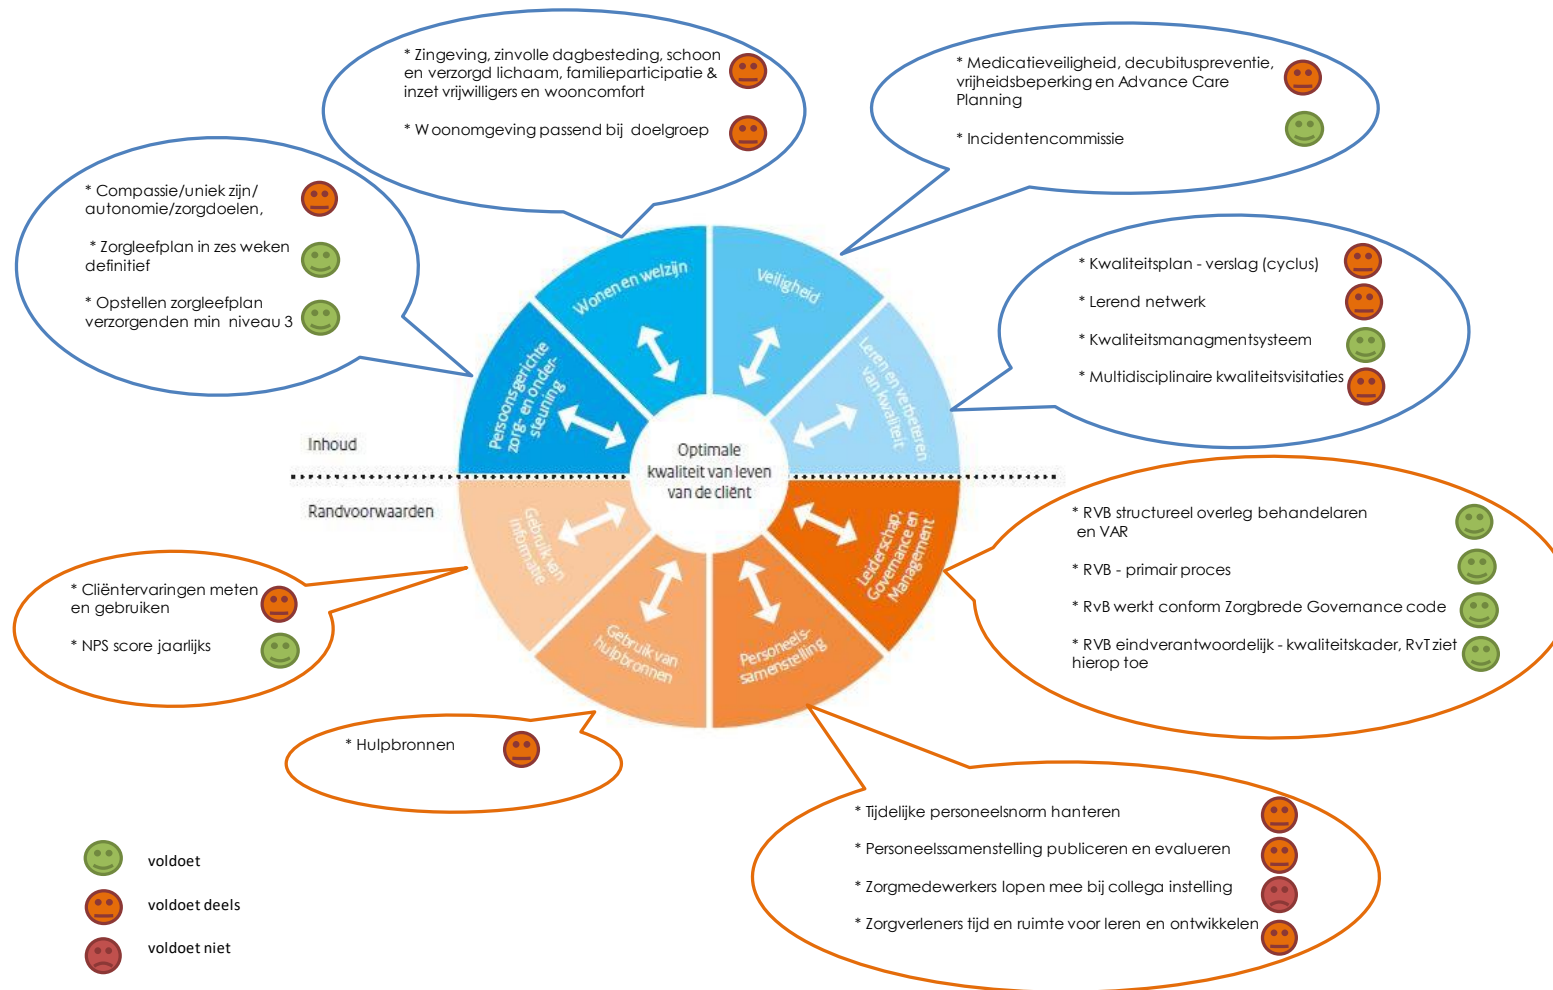 * Zingeving, zinvolle dagbesteding, schoon
en verzorgd lichaam, familieparticipatie &
inzet vrijwilligers en wooncomfort
* Woonomgeving passend bij doelgroep
* Medicatieveiligheid, decubituspreventie,
vrijheidsbeperking en Advance Care
Planning
* Incidentencommissie
* Compassie/uniek zijn/
autonomie/zorgdoelen,
* Zorgleefplan in zes weken
definitief
* Opstellen zorgleefplan
verzorgenden min niveau 3
* Kwaliteitsplan - verslag (cyclus)
* Lerend netwerk
* Kwaliteitsmanagmentsysteem
* Multidisciplinaire kwaliteitsvisitaties
Wonen en welzijn
Veiligheid
Persoonsgerichte
zorg- en onder-
steuning
Leren en verbeteren
van kwaliteit
Inhoud
Optimale
kwaliteit van leven
van de cliënt
Randvoorwaarden
Gebruik van
informatie
Leiderschap,
Governance en
Management
Gebruik van
hulpbronnen
Personeels-
samenstelling
* RVB structureel overleg behandelaren
en VAR
* RVB - primair proces
* RvB werkt conform Zorgbrede Governance code
* RVB eindverantwoordelijk - kwaliteitskader, RvT ziet
hierop toe
* Cliëntervaringen meten
en gebruiken
* NPS score jaarlijks
* Hulpbronnen
* Tijdelijke personeelsnorm hanteren
* Personeelssamenstelling publiceren en evalueren
* Zorgmedewerkers lopen mee bij collega instelling
* Zorgverleners tijd en ruimte voor leren en ontwikkelen
voldoet
voldoet deels
voldoet niet